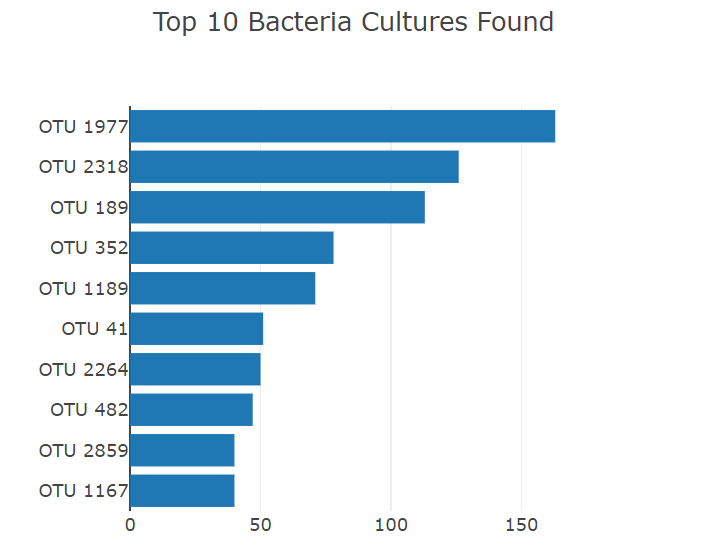 Top 10 Bacteria Cultures Found
OTU 1977
OTU 2318
OTU 189
OTU 352
OTU 1189
OTU 41
OTU 2264
OTU 482
OTU 2859
OTU 1167
0 50 100 150